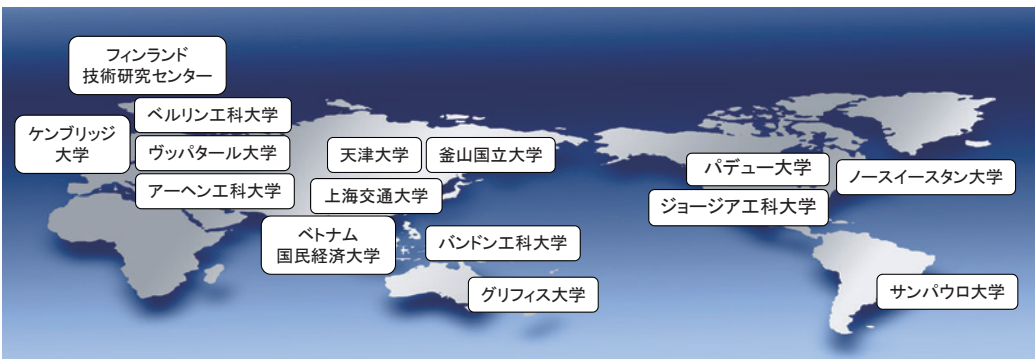 フィンランド
技術研究センター
ベルリン工科大学
ケンブリッジ
大学
ヴッパタール大学
アーヘン工科大学
天津大学
釜山国立大学
上海交通大学
ベトナム
国民経済大学
バンドン工科大学
グリフィス大学
パデュー大学
ノースイースタン大学
ジョージア工科大学
サンパウロ大学